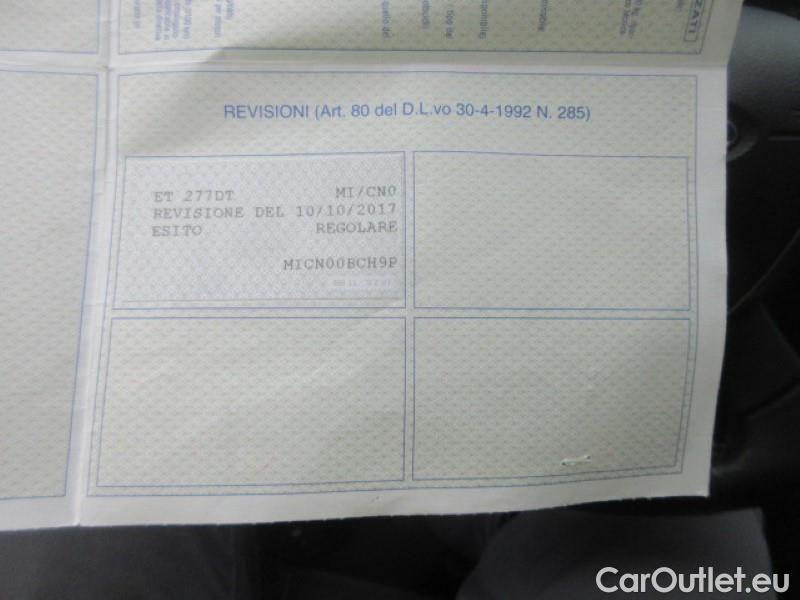 ZZATI
REVISIONI (Art. 80 del D.L.vo 30-4-1992 N. 285)
ET 277DT MI/CN0
REVISIONE DEL 10/10/2017
ESITO REGOLARE
MICN00BCH9P
CarOutlet.eu